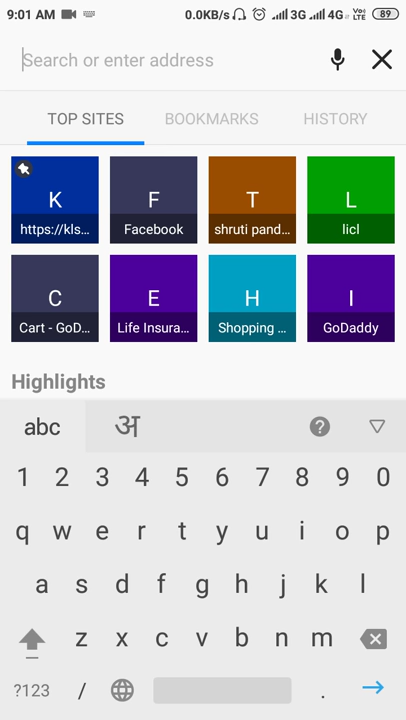 9:01 AM 0.0KB/s 3G 4G Vo) LTE 89
Search or enter address
TOP SITES BOOKMARKS HISTORY
K F T L
https://kls... Facebook shruti pand... licl
C E H I
Cart - GoD... Life Insura... Shopping ... GoDaddy
Highlights
abc अ ?
1 2 3 4 5 6 7 8 9 0
q w e r t y u i o p
a s d f g h j k l
z x c v b n m
?123 / .